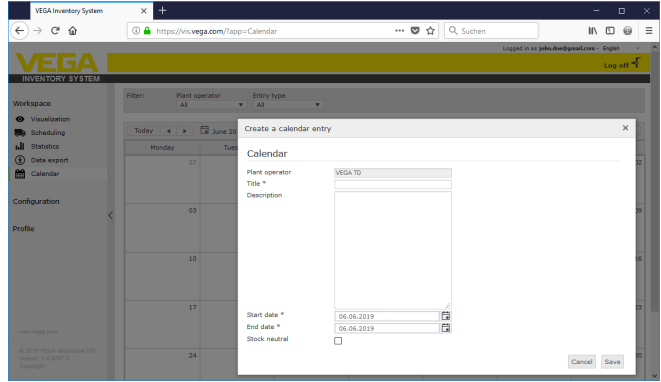 VEGA Inventory System
https://vis.vega.com/?app=Calendar
Suchen
Logged in as john.doe@gmail.com - English
VEGA
INVENTORY SYSTEM
Log off
Workspace
Visualization
Scheduling
Statistics
Data export
Calendar
Configuration
Profile
www.vega.com
Copyright
Filter:
Plant operator
Entry type
All
All
Today
June 20
Monday
Tues
27
02
03
09
10
16
17
23
24
30
Create a calendar entry
Calendar
Plant operator
VEGA TD
Title *
Description
Start date *
06.06.2019
End date *
06.06.2019
Stock neutral
Cancel
Save